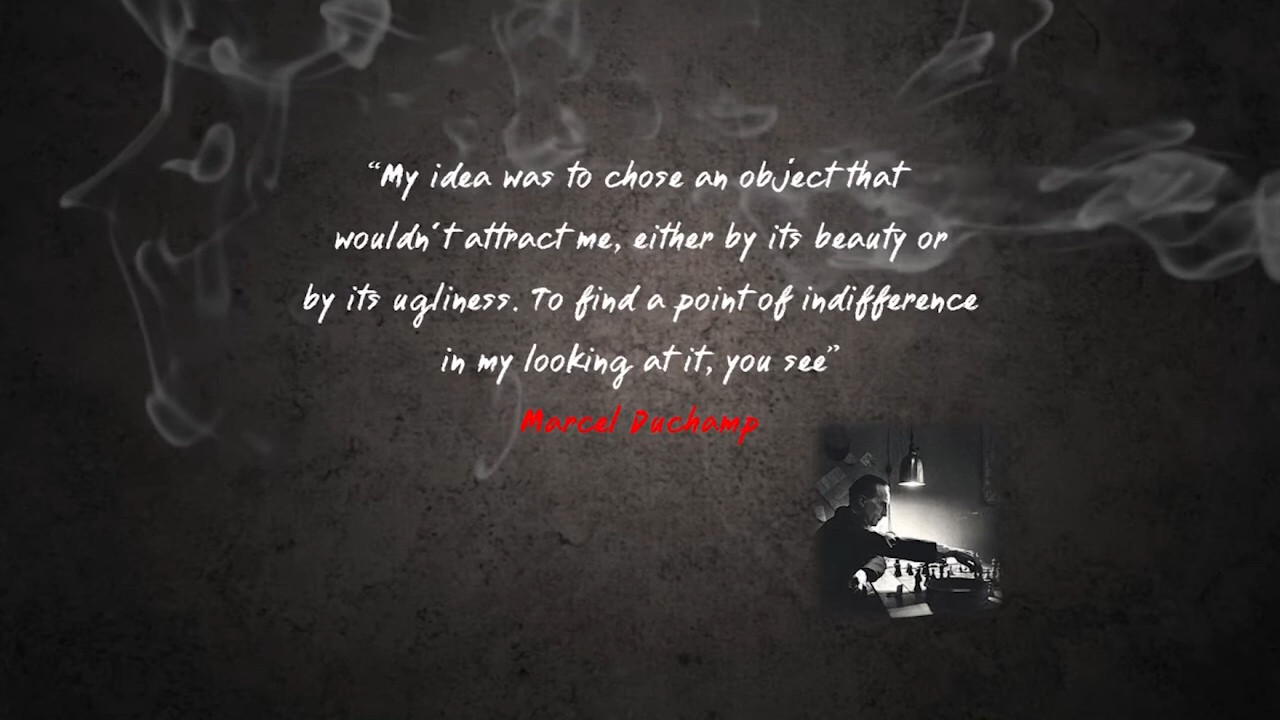 “My idea was to chose an object that
wouldn't attract me, either by its beauty or
by its ugliness. To find a point of indifference
in my looking at it, you see”
Marcel Duchamp